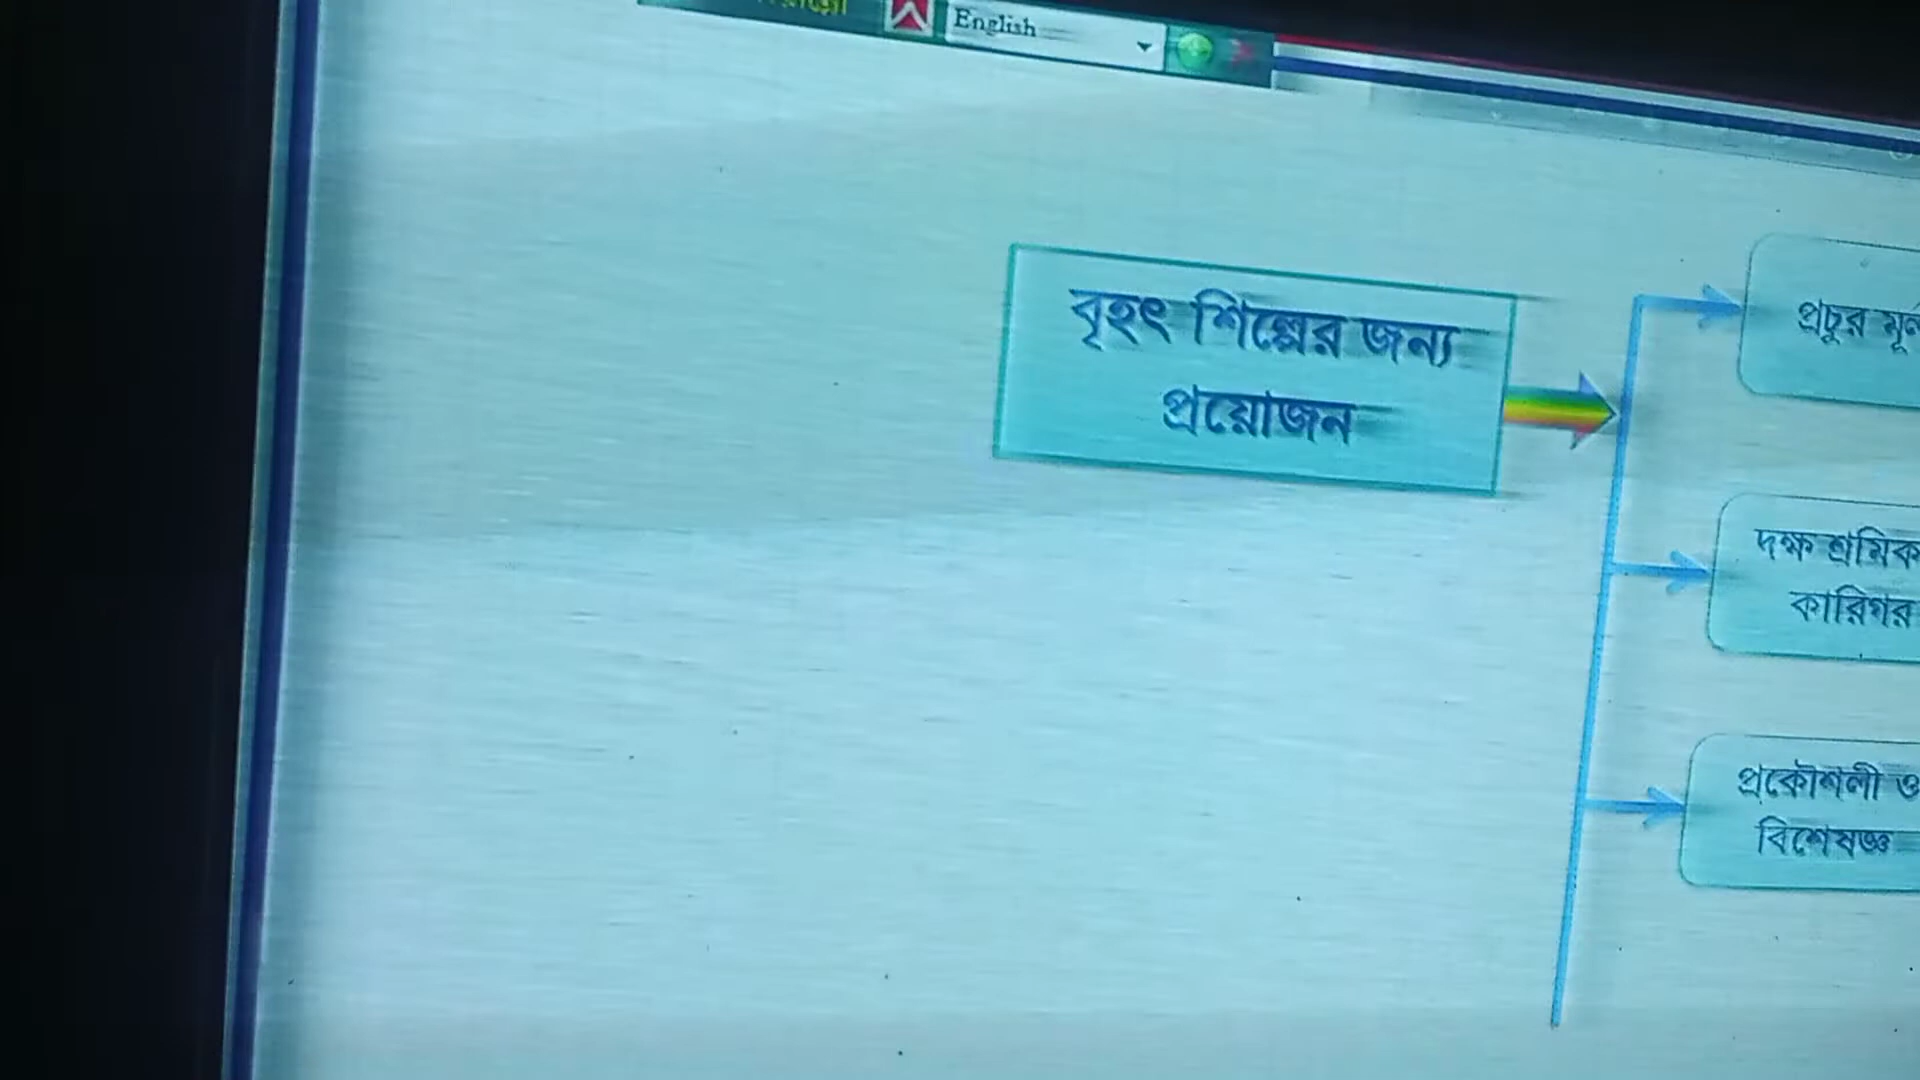 English
বৃহৎ শিল্পের জন্য
প্রয়োজন
প্রচুর
দক্ষ শ্রমিক
কারিগর
প্রকৌশলী ও
বিশেষজ্ঞ